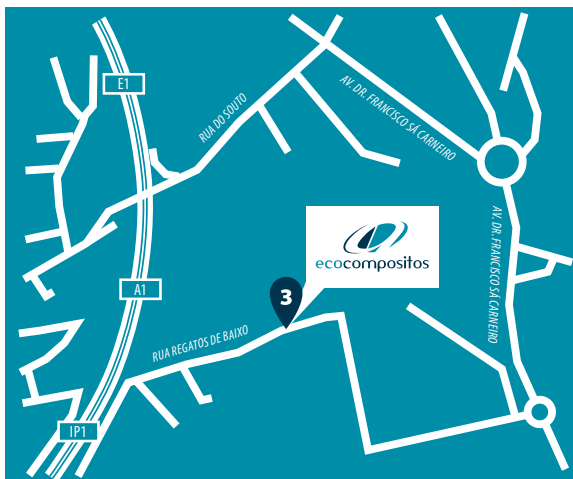 E1
RUA DO SOUTO
AV. DR. FRANCISCO SÁ CARNEIRO
AV. DR. FRANCISCO SÁ CARNEIRO
ecocompositos
3
A1
RUA REGATOS DE BAIXO
IP1